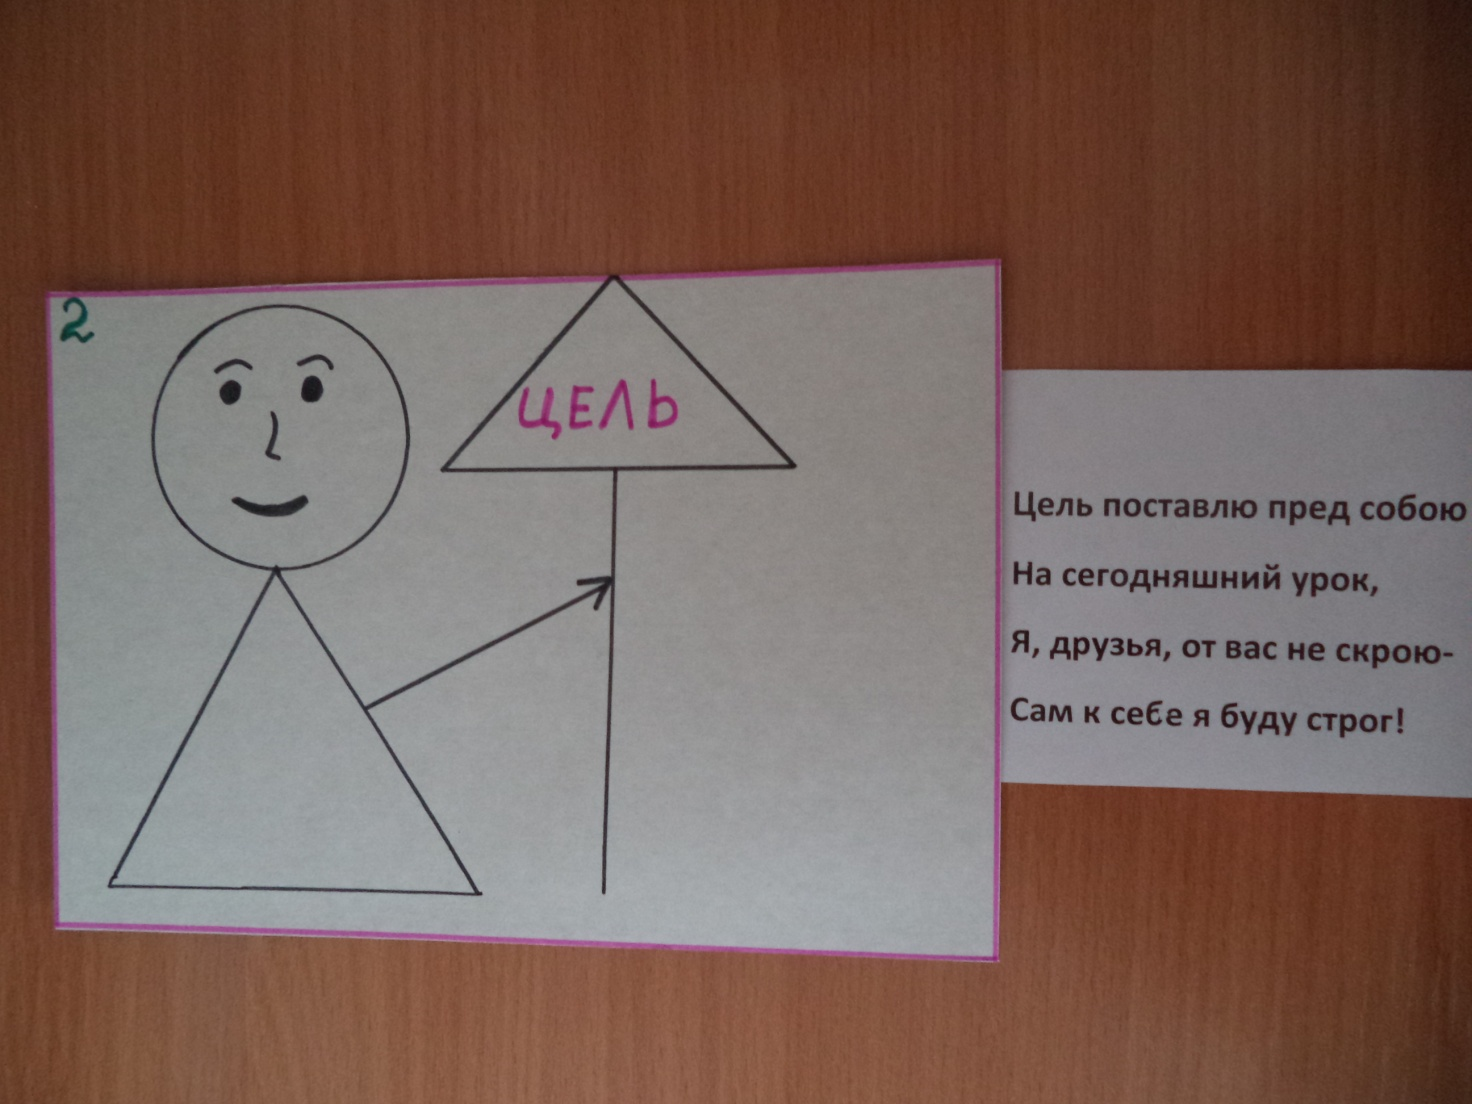 2
ЦЕЛЬ
Цель поставлю пред собою
На сегодняшний урок,
Я, друзья, от вас не скрою-
Сам к себе я буду строг!